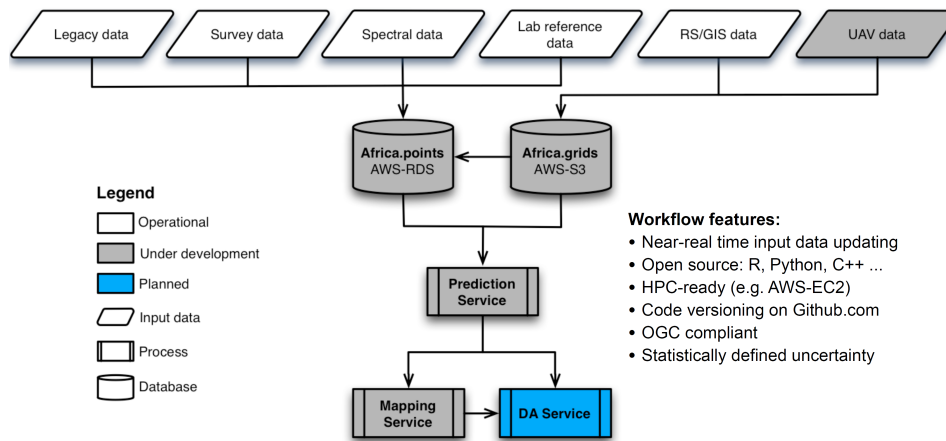 Legacy data
Survey data
Spectral data
Lab reference
data
RS/GIS data
UAV data
Africa.points
AWS-RDS
Africa.grids
AWS-S3
Legend
Operational
Under development
Planned
Input data
Process
Database
Prediction
Service
Mapping
Service
DA Service
Workflow features:
• Near-real time input data updating
• Open source: R, Python, C++ ...
• HPC-ready (e.g. AWS-EC2)
• Code versioning on Github.com
• OGC compliant
• Statistically defined uncertainty